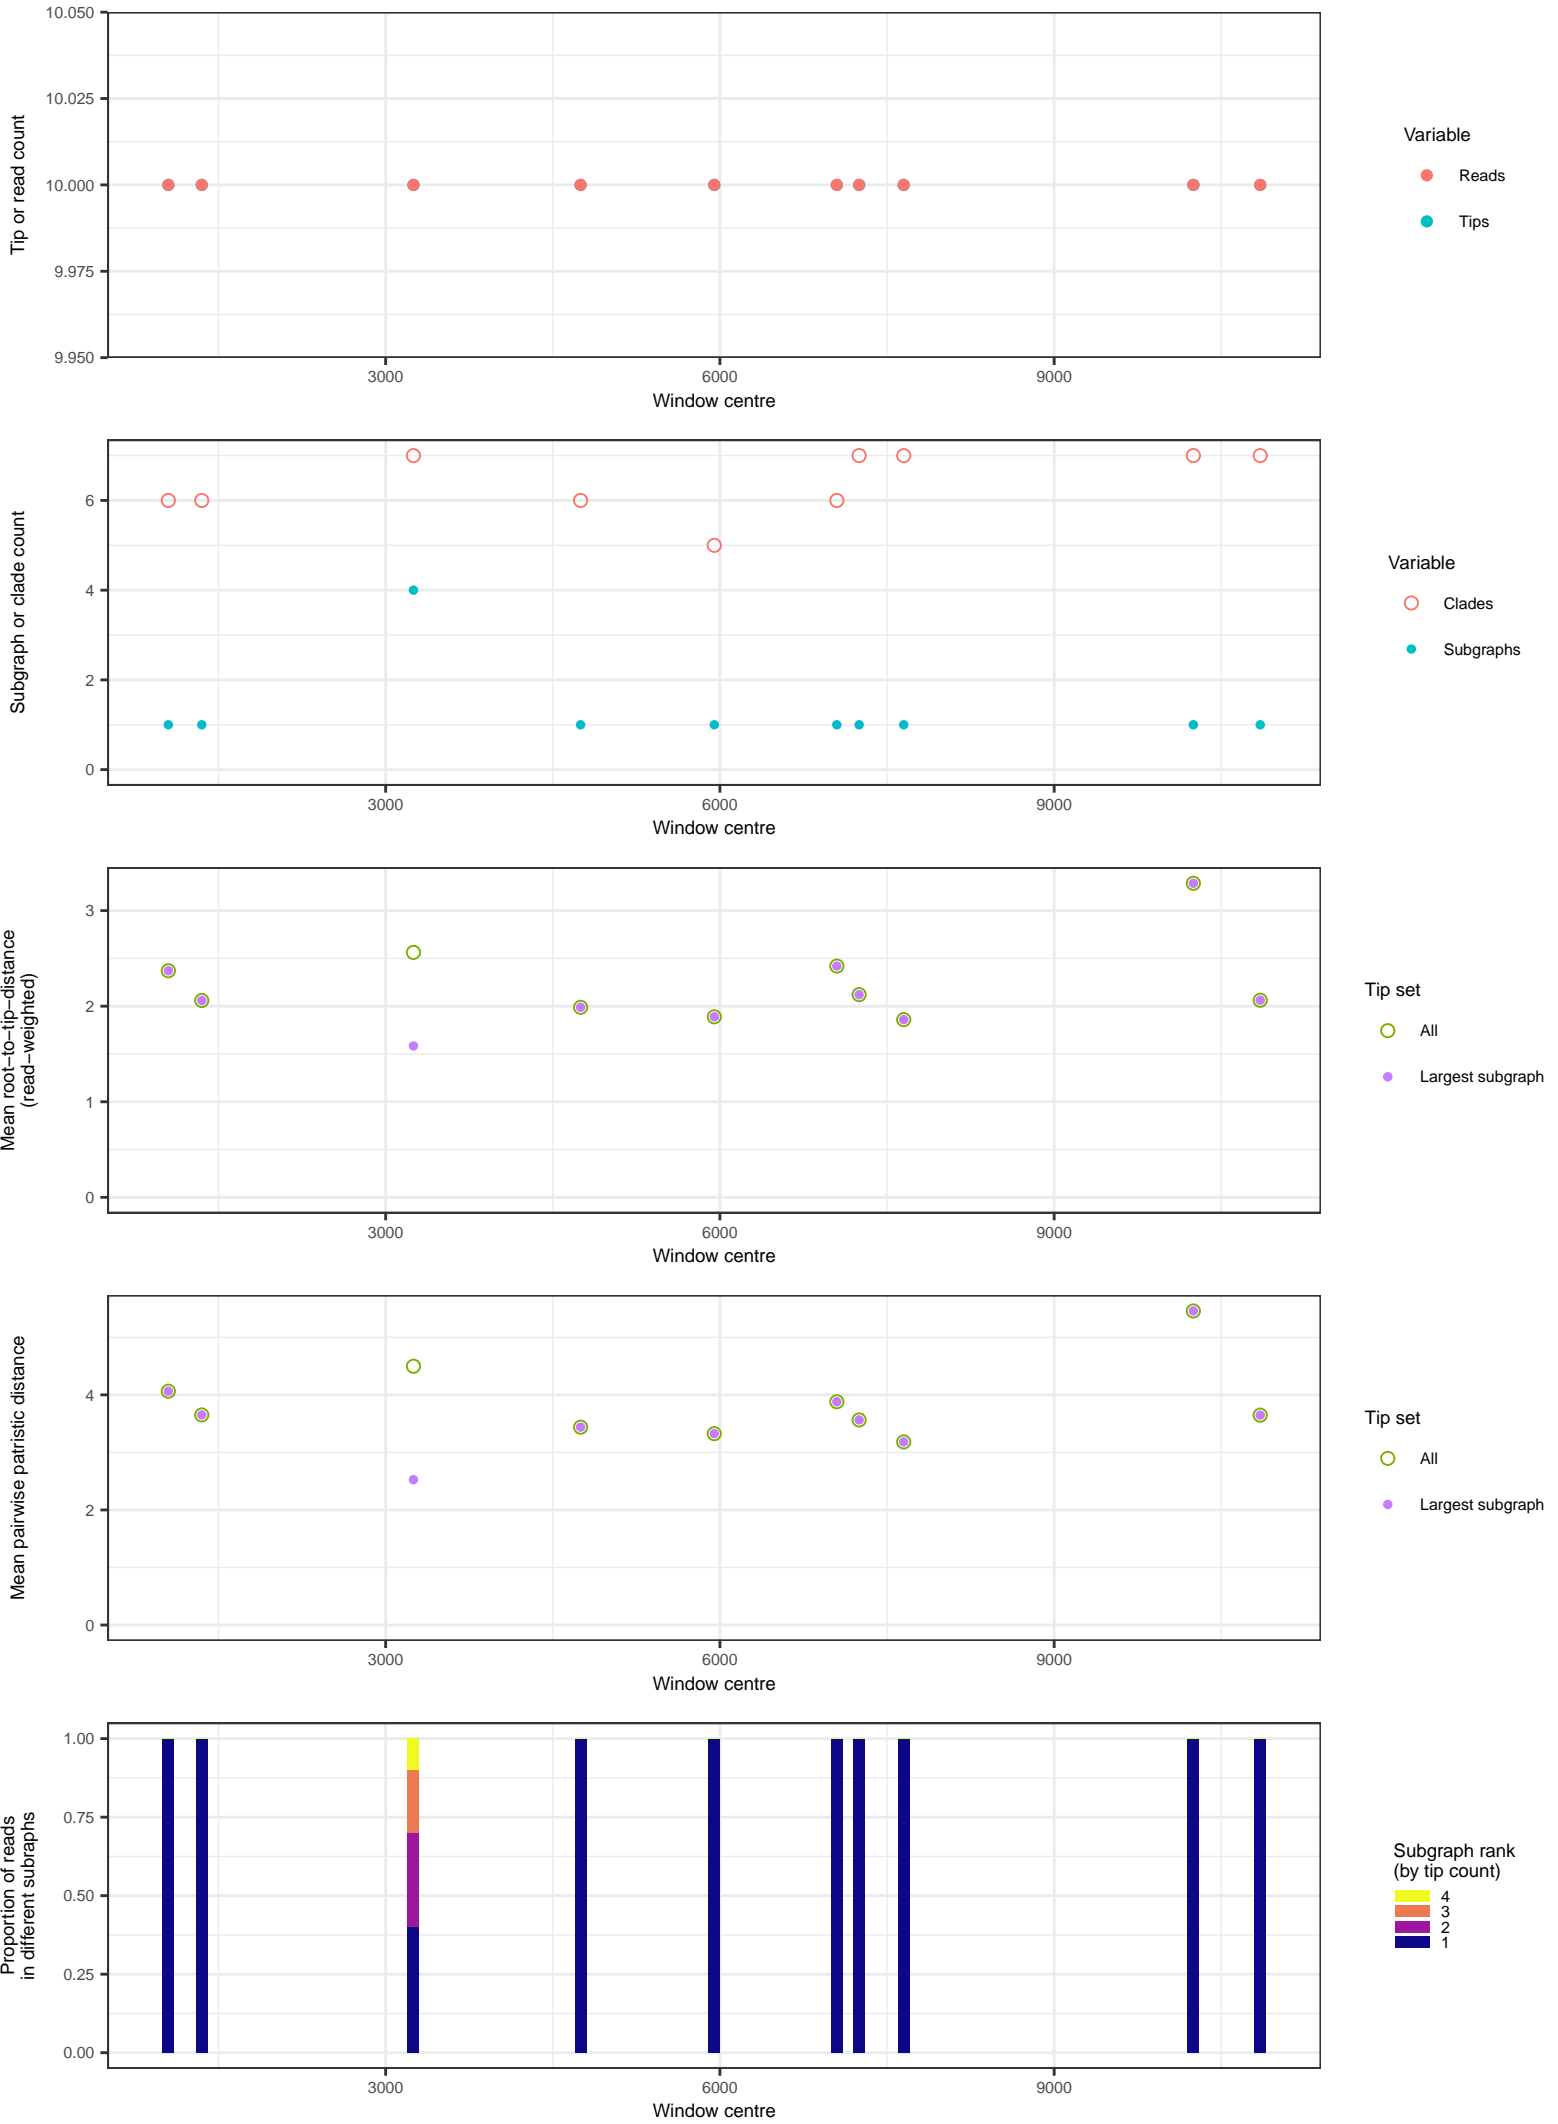 10.050
10.025
10.000
9.975
9.950
Tip or read count
3000
6000
9000
Window centre
Variable
Reads
Tips
6
4
2
0
Subgraph or clade count
3000
6000
9000
Window centre
Variable
Clades
Subgraphs
3
2
1
0
Mean root−to−tip−distance
(read−weighted)
3000
6000
9000
Window centre
Tip set
All
Largest subgraph
4
2
0
Mean pairwise patristic distance
3000
6000
9000
Window centre
Tip set
All
Largest subgraph
1.00
0.75
0.50
0.25
0.00
Proportion of reads
in different subraphs
3000
6000
9000
Window centre
Subgraph rank
(by tip count)
4
3
2
1